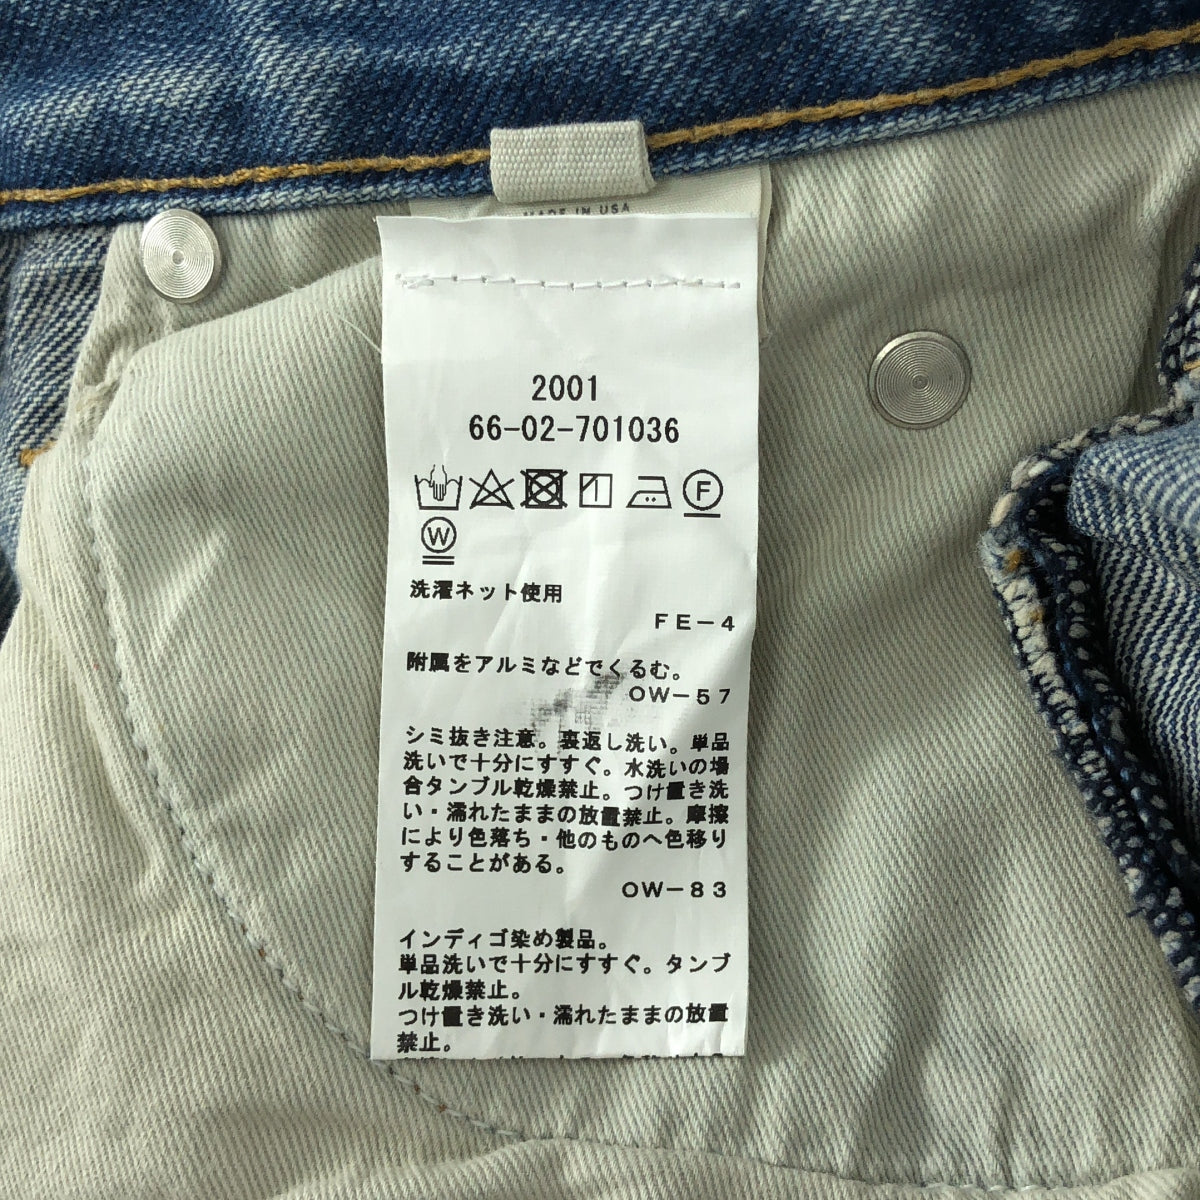 MADE IN USA
2001
66-02-701036
F
W
洗濯ネット使用
FE-4
附属をアルミなどでくるむ。
OW-57
シミ抜き注意。裏返し洗い。単品
洗いで十分にすすぐ。水洗いの場
合タンブル乾燥禁止。つけ置き洗
い・濡れたままの放置禁止。摩擦
により色落ち・他のものへ色移り
することがある。
OW-83
インディゴ染め製品。
単品洗いで十分にすすぐ。タンブ
ル乾燥禁止。
つけ置き洗い・濡れたままの放置
禁止。